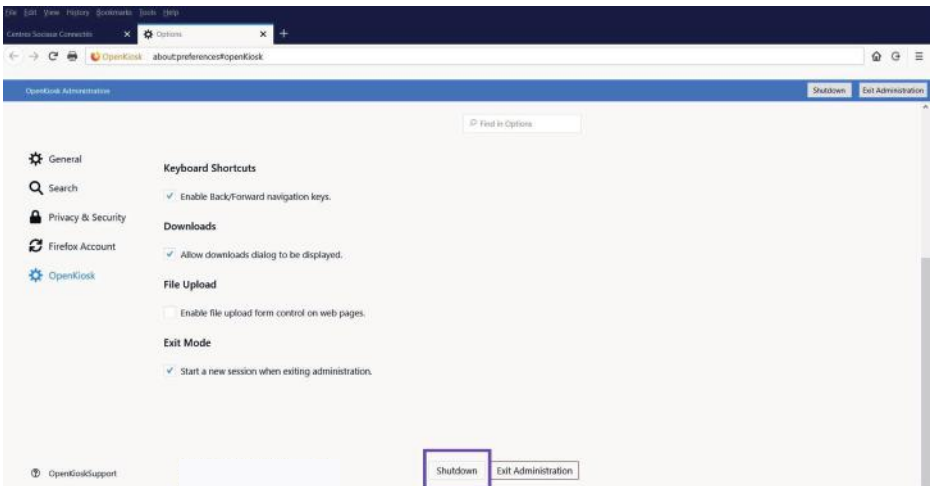 File Edit View History Bookmarks Tools Help
Centres Sociaux Connectés Options
OpenKiosk about:preferences#openKiosk
OpenKiosk Administration Shutdown Exit Administration
Find in Options
General
Keyboard Shortcuts
Search
Enable Back/Forward navigation keys.
Privacy & Security
Downloads
Firefox Account
Allow downloads dialog to be displayed.
OpenKiosk
File Upload
Enable file upload form control on web pages.
Exit Mode
Start a new session when exiting administration.
OpenKioskSupport Shutdown Exit Administration